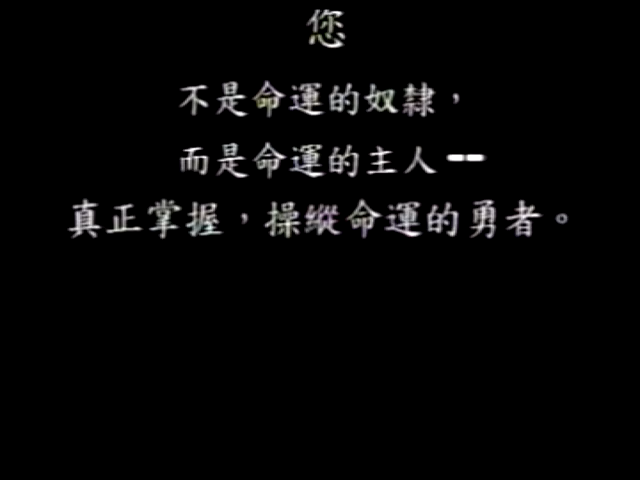 您
不是命運的奴隸，
而是命運的主人--
真正掌握，操縱命運的勇者。